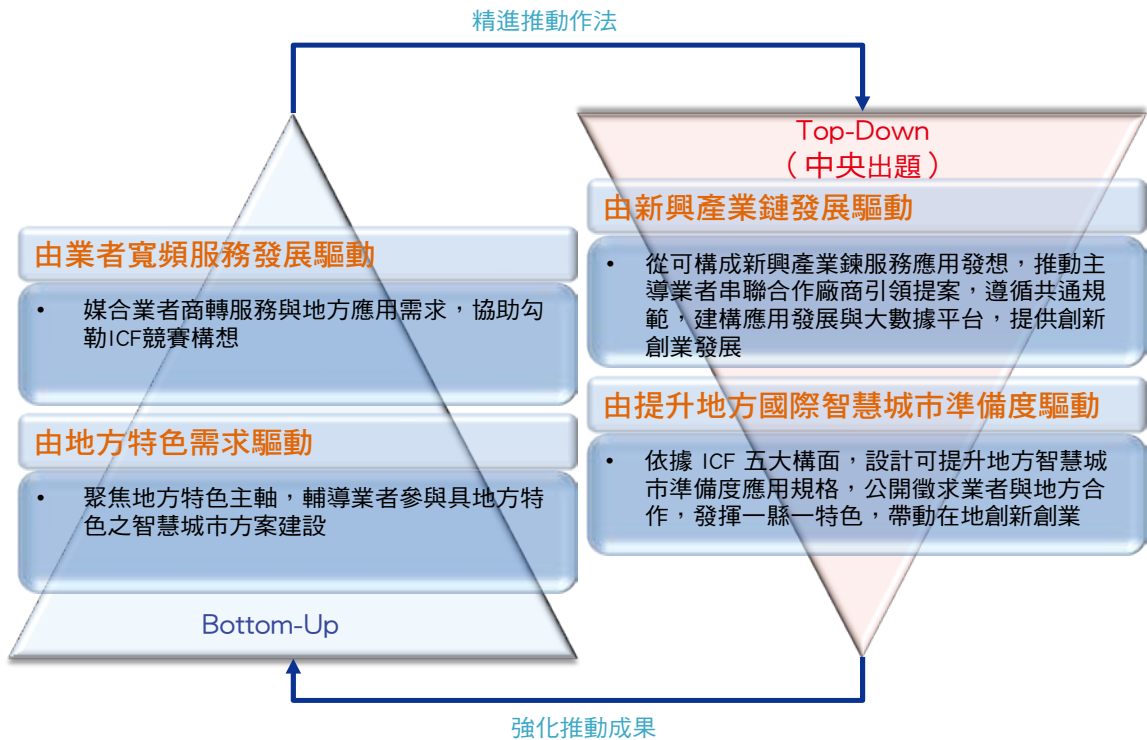 精進推動作法
由業者寬頻服務發展驅動
• 媒合業者商轉服務與地方應用需求，協助勾
勒ICF競賽構想
由地方特色需求驅動
• 聚焦地方特色主軸，輔導業者參與具地方特
色之智慧城市方案建設
Bottom-Up
Top-Down
（中央出題）
由新興產業鏈發展驅動
• 從可構成新興產業鍊服務應用發想，推動主
導業者串聯合作廠商引領提案，遵循共通規
範，建構應用發展與大數據平台，提供創新
創業發展
由提升地方國際智慧城市準備度驅動
• 依據 ICF 五大構面，設計可提升地方智慧城
市準備度應用規格，公開徵求業者與地方合
作，發揮一縣一特色，帶動在地創新創業
強化推動成果